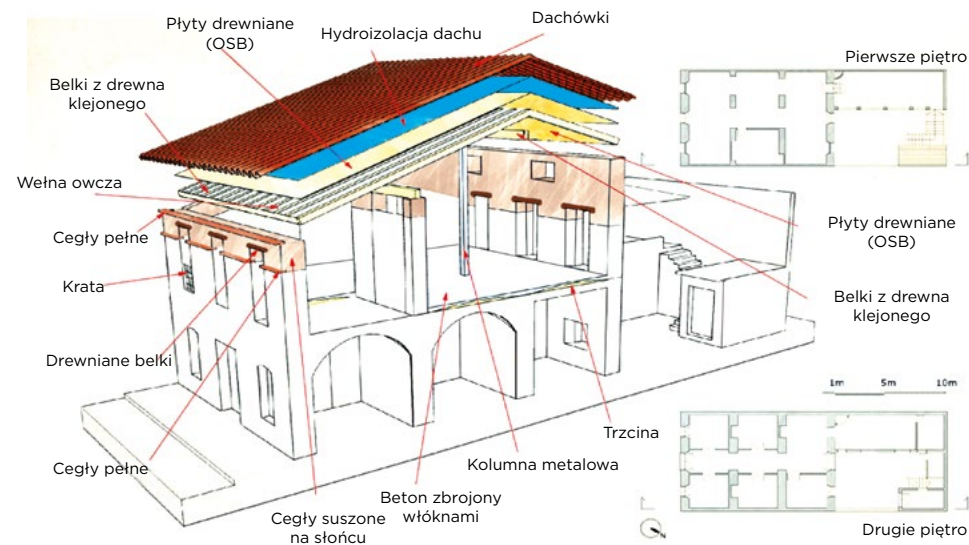 Płyty drewniane
(OSB)
Hydroizolacja dachu
Dachówki
Belki z drewna
klejonego
Wełna owcza
Cegły pełne
Krata
Drewniane belki
Cegły pełne
Cegły suszone
na słońcu
Beton zbrojony
włóknami
Kolumna metalowa
Trzcina
Pierwsze piętro
Płyty drewniane
(OSB)
Belki z drewna
klejonego
1m 5m 10m
N
Drugie piętro